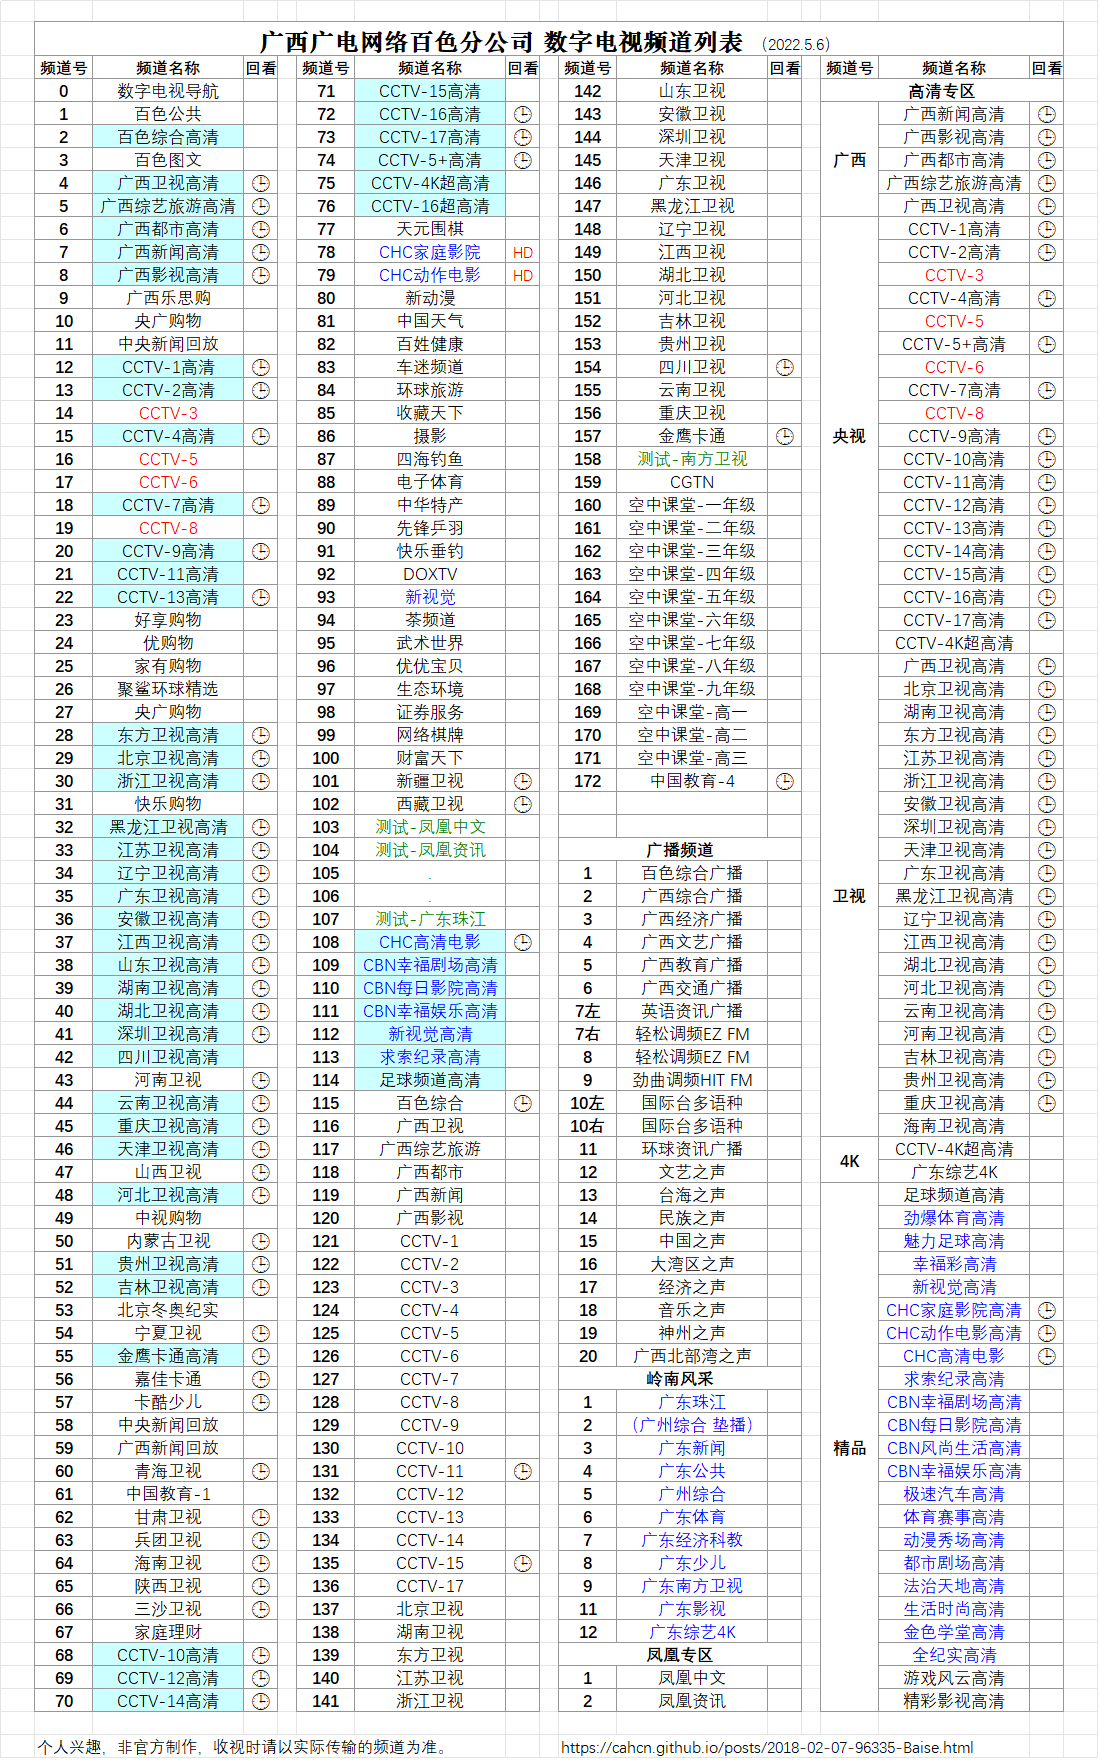 广西广电网络百色分公司 数字电视频道列表 （2022.5.6）
频道号 频道名称 回看
0 数字电视导航
1 百色公共
2 百色综合高清
3 百色图文
4 广西卫视高清
5 广西综艺旅游高清
6 广西都市高清
7 广西新闻高清
8 广西影视高清
9 广西乐思购
10 央广购物
11 中央新闻回放
12 CCTV-1高清
13 CCTV-2高清
14 CCTV-3
15 CCTV-4高清
16 CCTV-5
17 CCTV-6
18 CCTV-7高清
19 CCTV-8
20 CCTV-9高清
21 CCTV-11高清
22 CCTV-13高清
23 好享购物
24 优购物
25 家有购物
26 聚鲨环球精选
27 央广购物
28 东方卫视高清
29 北京卫视高清
30 浙江卫视高清
31 快乐购物
32 黑龙江卫视高清
33 江苏卫视高清
34 辽宁卫视高清
35 广东卫视高清
36 安徽卫视高清
37 江西卫视高清
38 山东卫视高清
39 湖南卫视高清
40 湖北卫视高清
41 深圳卫视高清
42 四川卫视高清
43 河南卫视
44 云南卫视高清
45 重庆卫视高清
46 天津卫视高清
47 山西卫视
48 河北卫视高清
49 中视购物
50 内蒙古卫视
51 贵州卫视高清
52 吉林卫视高清
53 北京冬奥纪实
54 宁夏卫视
55 金鹰卡通高清
56 嘉佳卡通
57 卡酷少儿
58 中央新闻回放
59 广西新闻回放
60 青海卫视
61 中国教育-1
62 甘肃卫视
63 兵团卫视
64 海南卫视
65 陕西卫视
66 三沙卫视
67 家庭理财
68 CCTV-10高清
69 CCTV-12高清
70 CCTV-14高清
频道号 频道名称 回看
71 CCTV-15高清
72 CCTV-16高清
73 CCTV-17高清
74 CCTV-5+高清
75 CCTV-4K超高清
76 CCTV-16超高清
77 天元围棋
78 CHC家庭影院 HD
79 CHC动作电影 HD
80 新动漫
81 中国天气
82 百姓健康
83 车迷频道
84 环球旅游
85 收藏天下
86 摄影
87 四海钓鱼
88 电子体育
89 中华特产
90 先锋乒羽
91 快乐垂钓
92 DOXTV
93 新视觉
94 茶频道
95 武术世界
96 优优宝贝
97 生态环境
98 证券服务
99 网络棋牌
100 财富天下
101 新疆卫视
102 西藏卫视
103 测试-凤凰中文
104 测试-凤凰资讯
105 .
106 .
107 测试-广东珠江
108 CHC高清电影
109 CBN幸福剧场高清
110 CBN每日影院高清
111 CBN幸福娱乐高清
112 新视觉高清
113 求索纪录高清
114 足球频道高清
115 百色综合
116 广西卫视
117 广西综艺旅游
118 广西都市
119 广西新闻
120 广西影视
121 CCTV-1
122 CCTV-2
123 CCTV-3
124 CCTV-4
125 CCTV-5
126 CCTV-6
127 CCTV-7
128 CCTV-8
129 CCTV-9
130 CCTV-10
131 CCTV-11
132 CCTV-12
133 CCTV-13
134 CCTV-14
135 CCTV-15
136 CCTV-17
137 北京卫视
138 湖南卫视
139 东方卫视
140 江苏卫视
141 浙江卫视
频道号 频道名称 回看
142 山东卫视
143 安徽卫视
144 深圳卫视
145 天津卫视
146 广东卫视
147 黑龙江卫视
148 辽宁卫视
149 江西卫视
150 湖北卫视
151 河北卫视
152 吉林卫视
153 贵州卫视
154 四川卫视
155 云南卫视
156 重庆卫视
157 金鹰卡通
158 测试-南方卫视
159 CGTN
160 空中课堂-一年级
161 空中课堂-二年级
162 空中课堂-三年级
163 空中课堂-四年级
164 空中课堂-五年级
165 空中课堂-六年级
166 空中课堂-七年级
167 空中课堂-八年级
168 空中课堂-九年级
169 空中课堂-高一
170 空中课堂-高二
171 空中课堂-高三
172 中国教育-4
广播频道
1 百色综合广播
2 广西综合广播
3 广西经济广播
4 广西文艺广播
5 广西教育广播
6 广西交通广播
7左 英语资讯广播
7右 轻松调频EZ FM
8 轻松调频EZ FM
9 劲曲调频HIT FM
10左 国际台多语种
10右 国际台多语种
11 环球资讯广播
12 文艺之声
13 台海之声
14 民族之声
15 中国之声
16 大湾区之声
17 经济之声
18 音乐之声
19 神州之声
20 广西北部湾之声
岭南风采
1 广东珠江
2 （广州综合 垫播）
3 广东新闻
4 广东公共
5 广州综合
6 广东体育
7 广东经济科教
8 广东少儿
9 广东南方卫视
11 广东影视
12 广东综艺4K
凤凰专区
1 凤凰中文
2 凤凰资讯
频道号 频道名称 回看
高清专区
广西新闻高清
广西影视高清
广西 广西都市高清
广西综艺旅游高清
广西卫视高清
CCTV-1高清
CCTV-2高清
CCTV-3
CCTV-4高清
CCTV-5
CCTV-5+高清
CCTV-6
CCTV-7高清
CCTV-8
央视 CCTV-9高清
CCTV-10高清
CCTV-11高清
CCTV-12高清
CCTV-13高清
CCTV-14高清
CCTV-15高清
CCTV-16高清
CCTV-17高清
CCTV-4K超高清
广西卫视高清
北京卫视高清
湖南卫视高清
东方卫视高清
江苏卫视高清
浙江卫视高清
安徽卫视高清
深圳卫视高清
天津卫视高清
广东卫视高清
卫视 黑龙江卫视高清
辽宁卫视高清
江西卫视高清
湖北卫视高清
河北卫视高清
云南卫视高清
河南卫视高清
吉林卫视高清
贵州卫视高清
重庆卫视高清
海南卫视高清
4K CCTV-4K超高清
广东综艺4K
足球频道高清
劲爆体育高清
魅力足球高清
幸福彩高清
新视觉高清
CHC家庭影院高清
CHC动作电影高清
CHC高清电影
求索纪录高清
CBN幸福剧场高清
CBN每日影院高清
精品 CBN风尚生活高清
CBN幸福娱乐高清
极速汽车高清
体育赛事高清
动漫秀场高清
都市剧场高清
法治天地高清
生活时尚高清
金色学堂高清
全纪实高清
游戏风云高清
精彩影视高清
个人兴趣，非官方制作，收视时请以实际传输的频道为准。
https://cahcn.github.io/posts/2018-02-07-96335-Baise.html